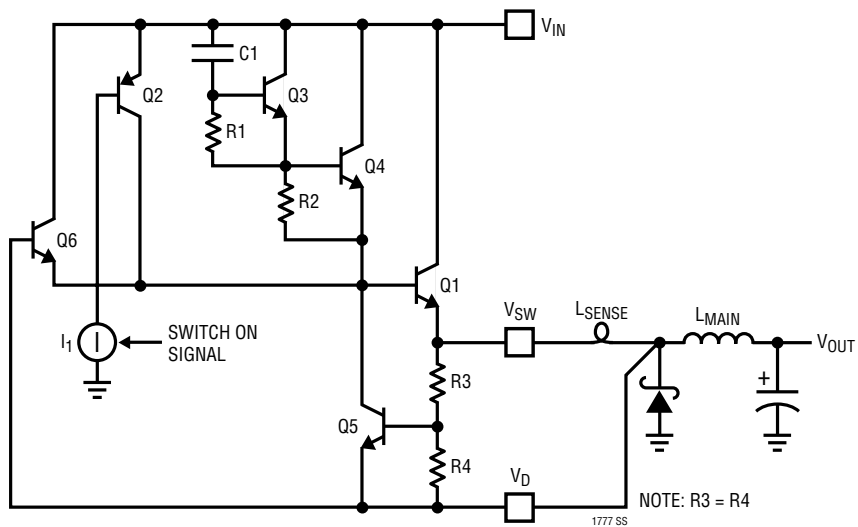 VIN
C1
Q2
Q3
R1
Q4
R2
Q6
Q1
VSW
LSENSE
LMAIN
I1
I
SWITCH ON
SIGNAL
VOUT
+
R3
Q5
R4
VD
NOTE: R3 = R4
1777 SS